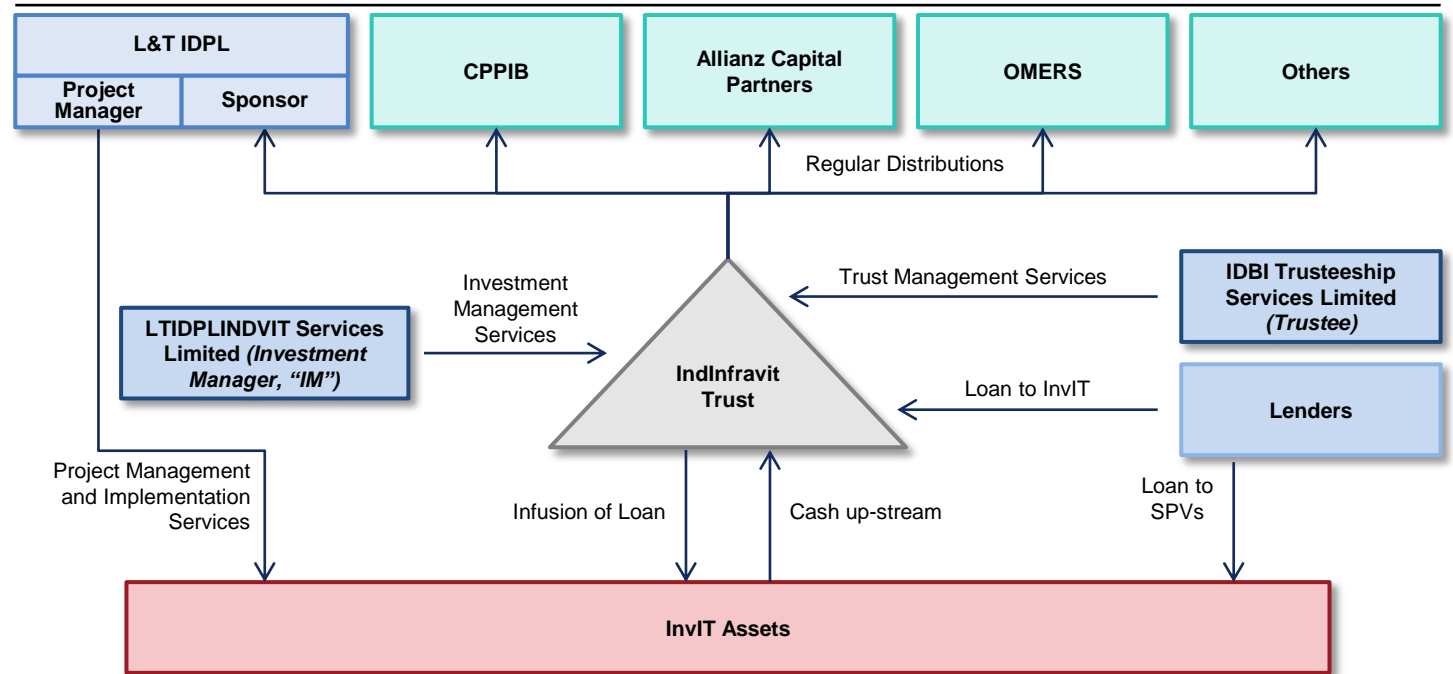 L&T IDPL
Project
Manager
Sponsor
CPPIB
Allianz Capital
Partners
OMERS
Others
Regular Distributions
LTIDPLINDVIT Services
Limited (Investment
Manager, “IM”)
Investment
Management
Services
IndInfravit
Trust
Trust Management Services
IDBI Trusteeship
Services Limited
(Trustee)
Loan to InvIT
Lenders
Project Management
and Implementation
Services
Infusion of Loan
Cash up-stream
Loan to
SPVs
InvIT Assets